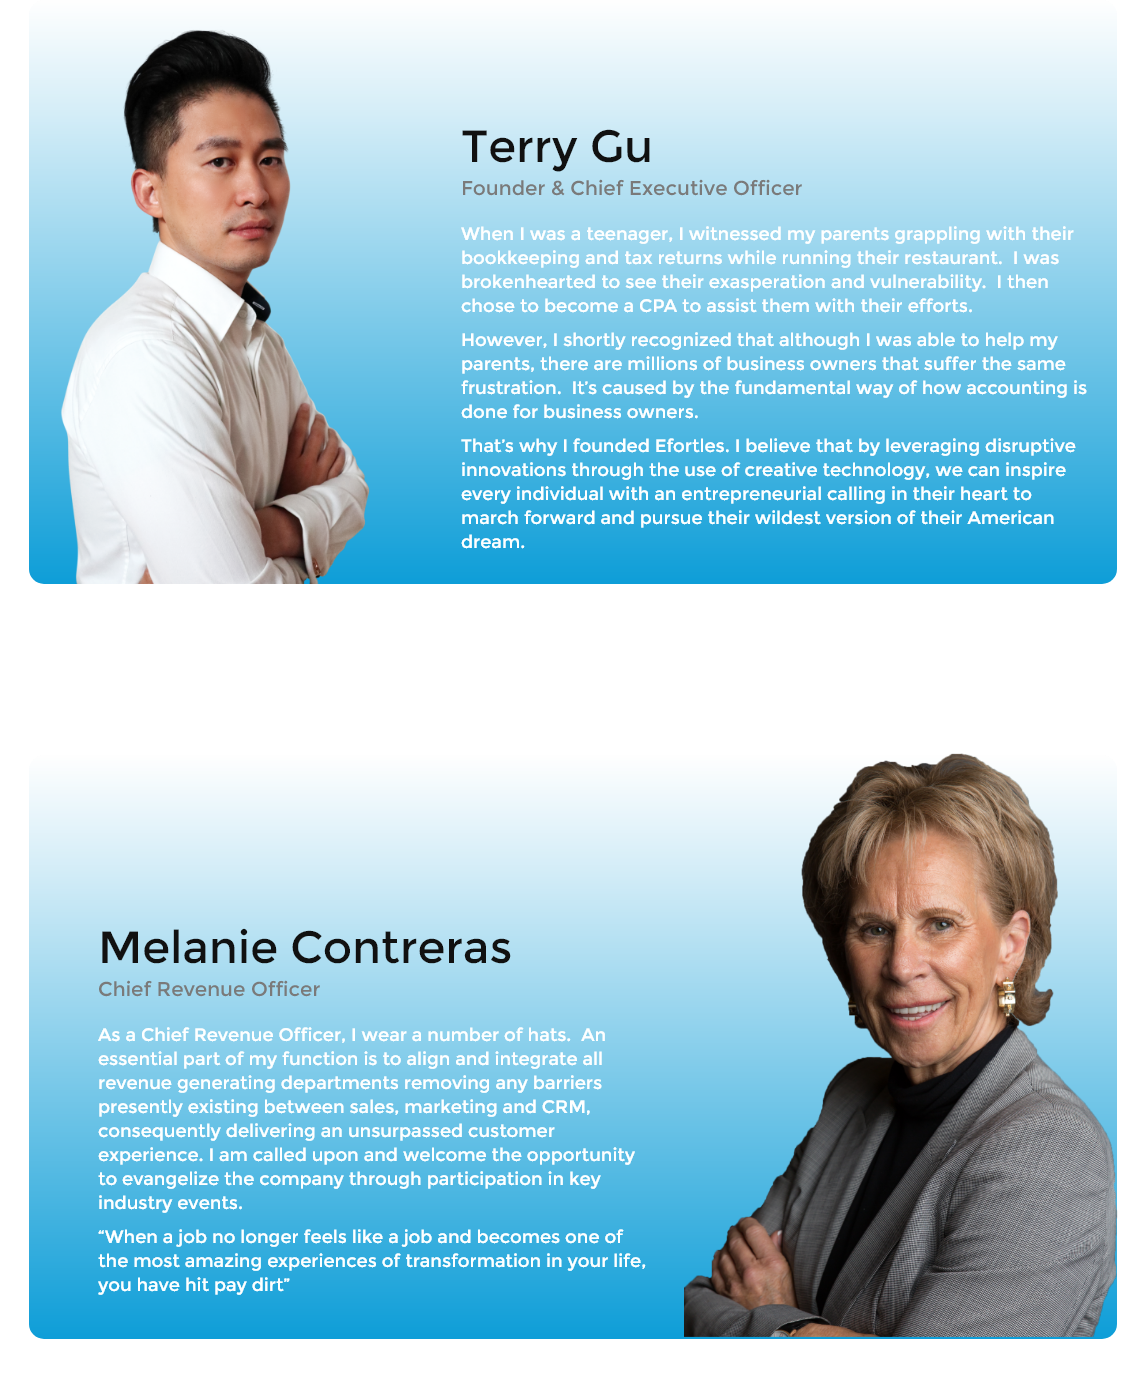 Terry Gu
Founder & Chief Executive Officer
When I was a teenager, I witnessed my parents grappling with their
bookkeeping and tax returns while running their restaurant.  I was
brokenhearted to see their exasperation and vulnerability.  I then
chose to become a CPA to assist them with their efforts.
However, I shortly recognized that although I was able to help my
parents, there are millions of business owners that suffer the same
frustration.  It’s caused by the fundamental way of how accounting is
done for business owners.
That’s why I founded Efortles. I believe that by leveraging disruptive
innovations through the use of creative technology, we can inspire
every individual with an entrepreneurial calling in their heart to
march forward and pursue their wildest version of their American
dream.
Melanie Contreras
Chief Revenue Officer
As a Chief Revenue Officer, I wear a number of hats.  An
essential part of my function is to align and integrate all
revenue generating departments removing any barriers
presently existing between sales, marketing and CRM,
consequently delivering an unsurpassed customer
experience. I am called upon and welcome the opportunity
to evangelize the company through participation in key
industry events.
“When a job no longer feels like a job and becomes one of
the most amazing experiences of transformation in your life,
you have hit pay dirt”